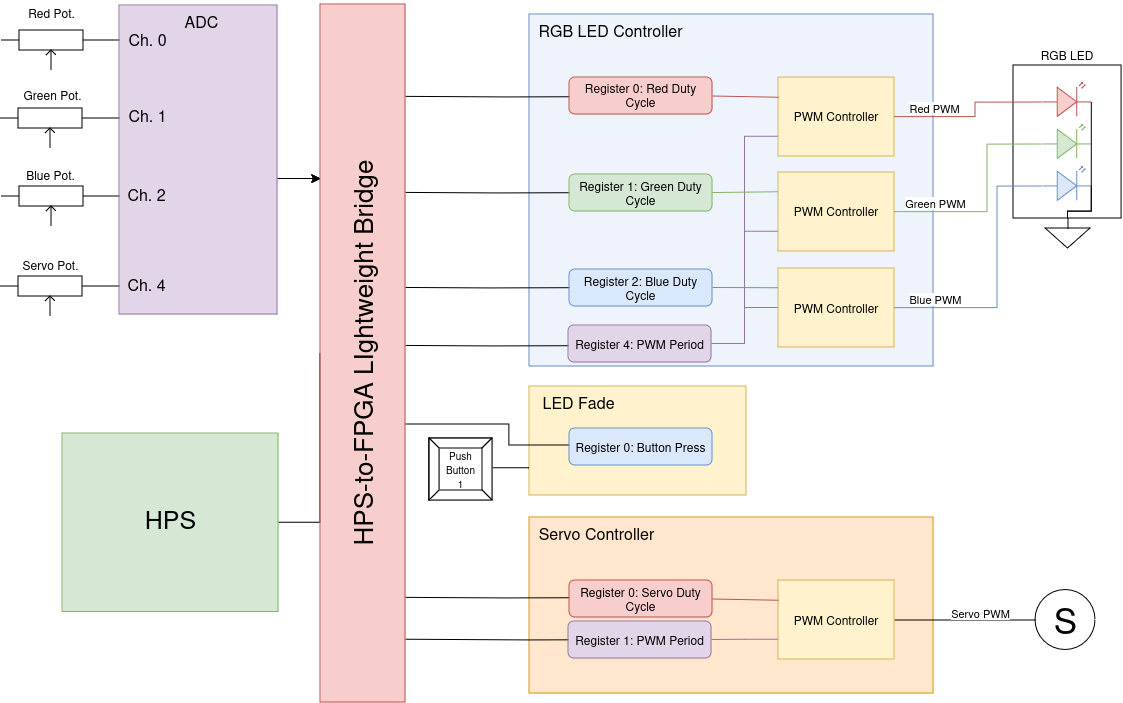 Red Pot.
ADC
Ch. 0
Green Pot.
Ch. 1
Blue Pot.
Ch. 2
Servo Pot.
Ch. 4
HPS
HPS-to-FPGA LIghtweight Bridge
RGB LED Controller
Register 0: Red Duty
Cycle
PWM Controller
Red PWM
Register 1: Green Duty
Cycle
PWM Controller
Green PWM
Register 2: Blue Duty
Cycle
PWM Controller
Blue PWM
Register 4: PWM Period
RGB LED
LED Fade
Register 0: Button Press
Push
Button
1
Servo Controller
Register 0: Servo Duty
Cycle
Register 1: PWM Period
PWM Controller
Servo PWM
S